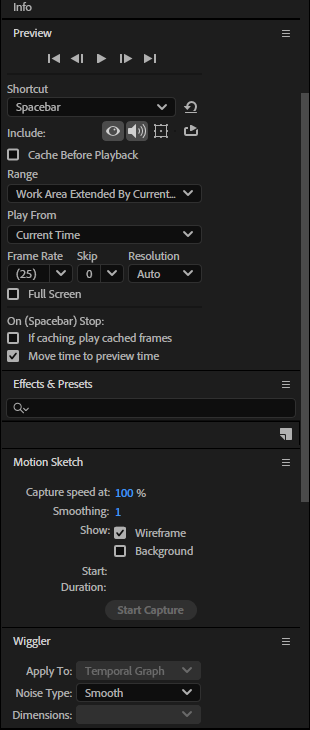 Info
Preview
Shortcut
Spacebar
Include:
Cache Before Playback
Range
Work Area Extended By Current...
Play From
Current Time
Frame Rate Skip Resolution
(25) 0 Auto
Full Screen
On (Spacebar) Stop:
If caching, play cached frames
Move time to preview time
Effects & Presets
Motion Sketch
Capture speed at: 100 %
Smoothing: 1
Show: Wireframe
Background
Start:
Duration:
Start Capture
Wiggler
Apply To: Temporal Graph
Noise Type: Smooth
Dimensions: